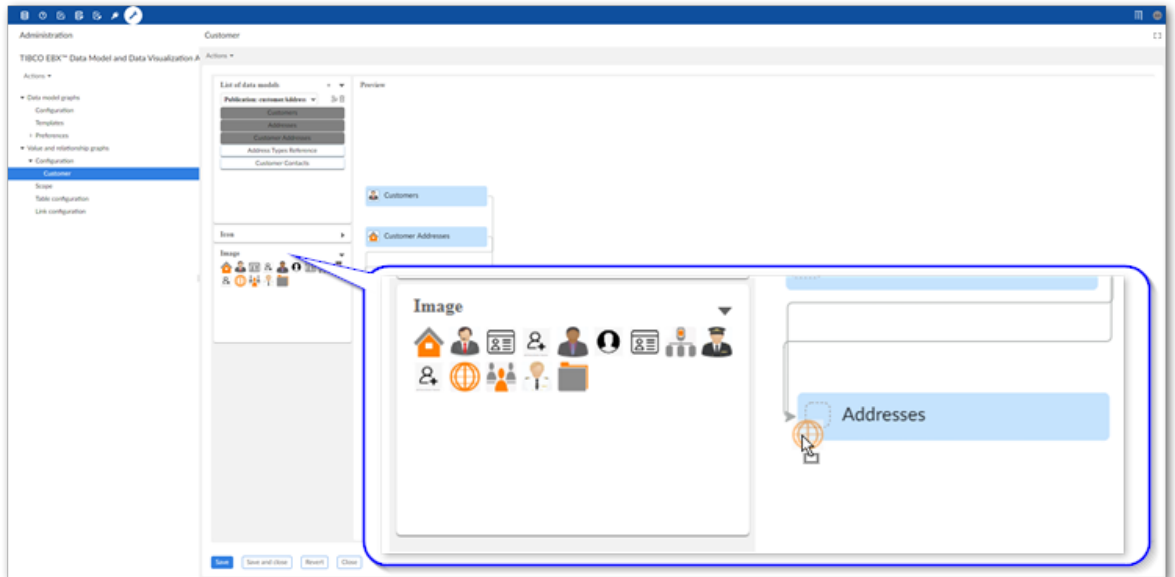 Administration
Customer
TIBCO EBX™ Data Model and Data Visualization A
Actions
Actions
Data model graphs
Configuration
Templates
Preferences
Value and relationship graphs
Configuration
Customer
Scope
Table configuration
Link configuration
List of data models
Publication: customerAddress
Customers
Addresses
Customer Addresses
Address Types Reference
Customer Contacts
Icon
Image
Preview
Customers
Customer Addresses
Image
Addresses
Save
Save and close
Revert
Close